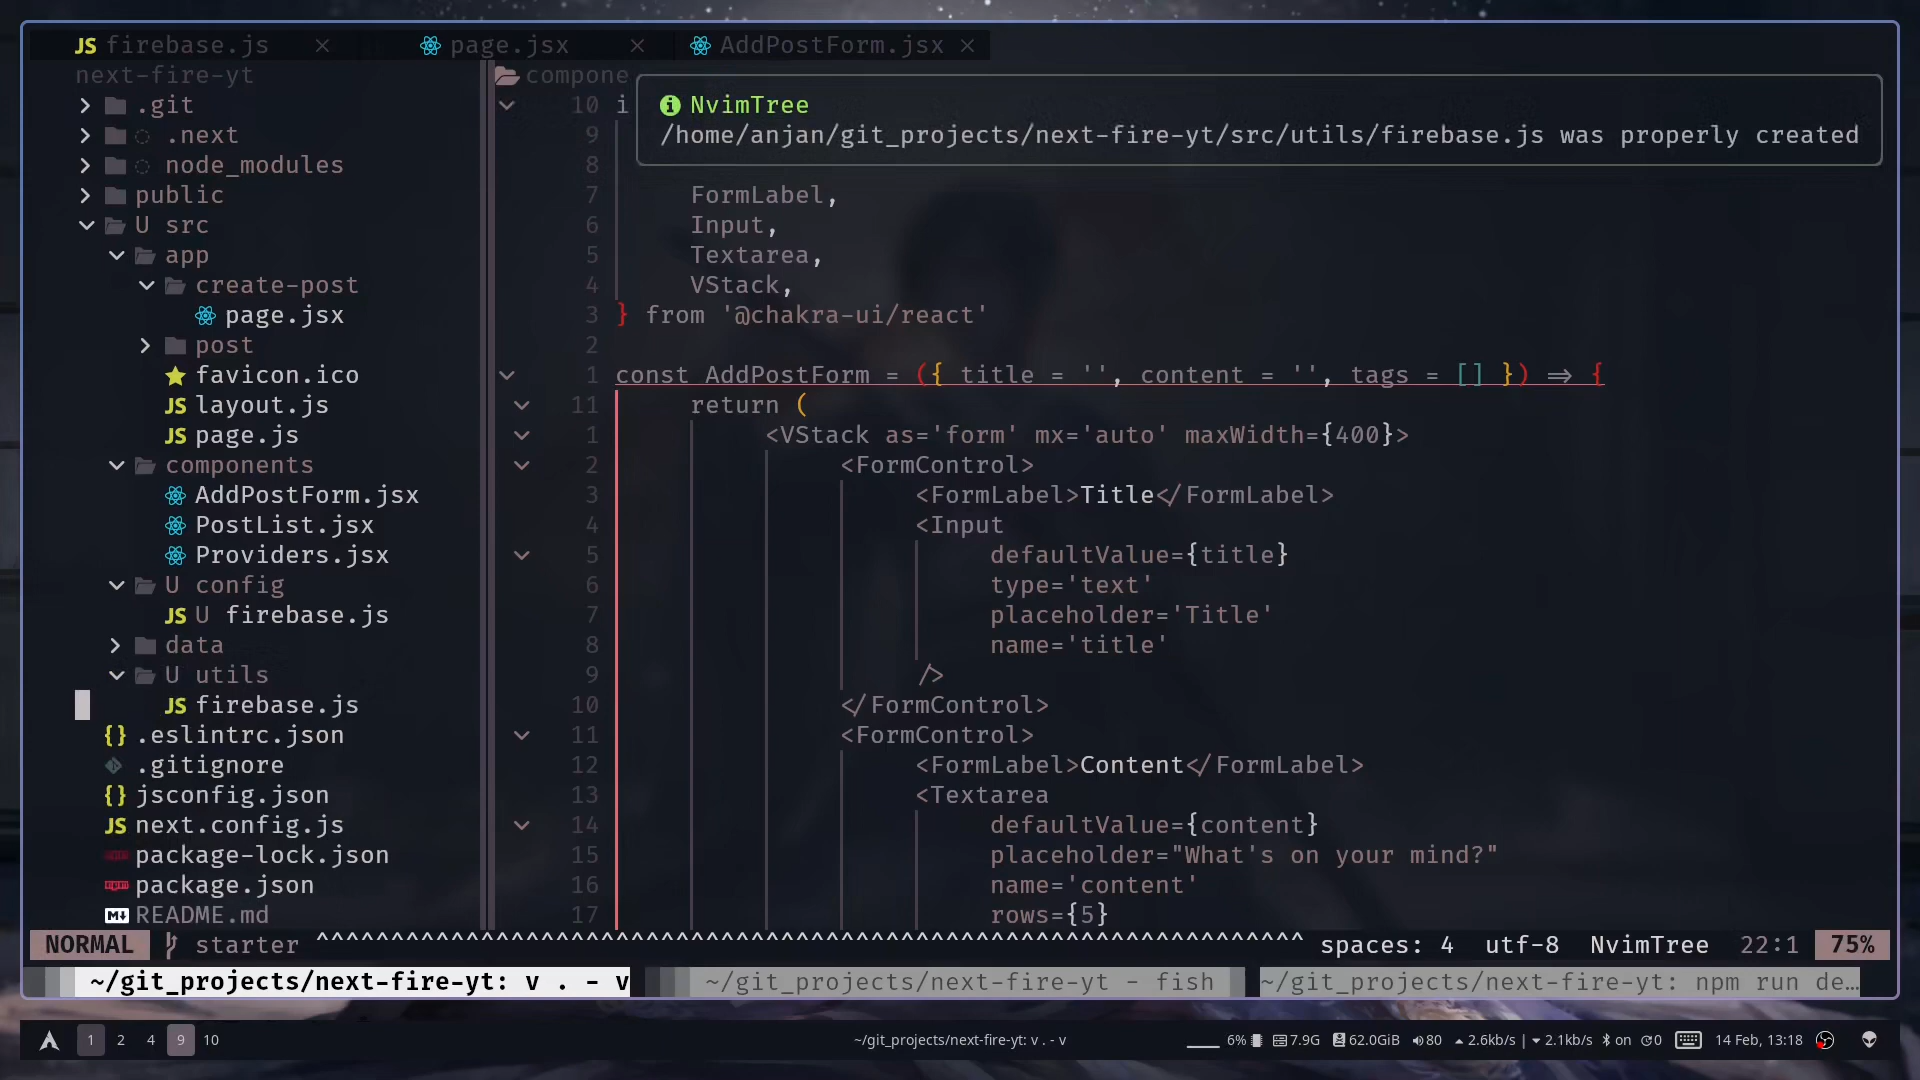 JS firebase.js × page.jsx × AddPostForm.jsx ×
next-fire-yt
.git
.next
node_modules
public
U src
app
create-post
page.jsx
post
favicon.ico
JS layout.js
JS page.js
components
AddPostForm.jsx
PostList.jsx
Providers.jsx
U config
JS U firebase.js
data
U utils
JS firebase.js
{} .eslintrc.json
.gitignore
{} jsconfig.json
JS next.config.js
package-lock.json
package.json
README.md
compone
NvimTree
/home/anjan/git_projects/next-fire-yt/src/utils/firebase.js was properly created
10 i
9
8
7 FormLabel,
6 Input,
5 Textarea,
4 VStack,
3 } from '@chakra-ui/react'
2
1 const AddPostForm = ({ title = '', content = '', tags = [] }) => {
11 return (
1 <VStack as='form' mx='auto' maxWidth={400}>
2 <FormControl>
3 <FormLabel>Title</FormLabel>
4 <Input
5 defaultValue={title}
6 type='text'
7 placeholder='Title'
8 name='title'
9 />
10 </FormControl>
11 <FormControl>
12 <FormLabel>Content</FormLabel>
13 <Textarea
14 defaultValue={content}
15 placeholder="What's on your mind?"
16 name='content'
17 rows={5}
NORMAL starter ^^^^^^^^^^^^^^^^^^^^^^^^^^^^^^^^^^^^^^^^^^^^^^^^^^^^^^^^^^^^^^^^^^ spaces: 4 utf-8 NvimTree 22:1 75%
~/git_projects/next-fire-yt: v . - v ~/git_projects/next-fire-yt - fish ~/git_projects/next-fire-yt: npm run de…
1 2 4 9 10 ~/git_projects/next-fire-yt: v . - v 6% 7.9G 62.0GiB 80 2.6kb/s | 2.1kb/s on 0 14 Feb, 13:18